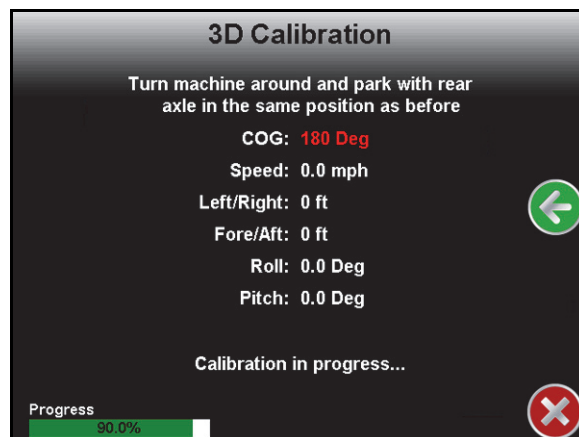 3D Calibration
Turn machine around and park with rear
axle in the same position as before
COG: 180 Deg
Speed: 0.0 mph
Left/Right: 0 ft
Fore/Aft: 0 ft
Roll: 0.0 Deg
Pitch: 0.0 Deg
Calibration in progress...
Progress
90.0%